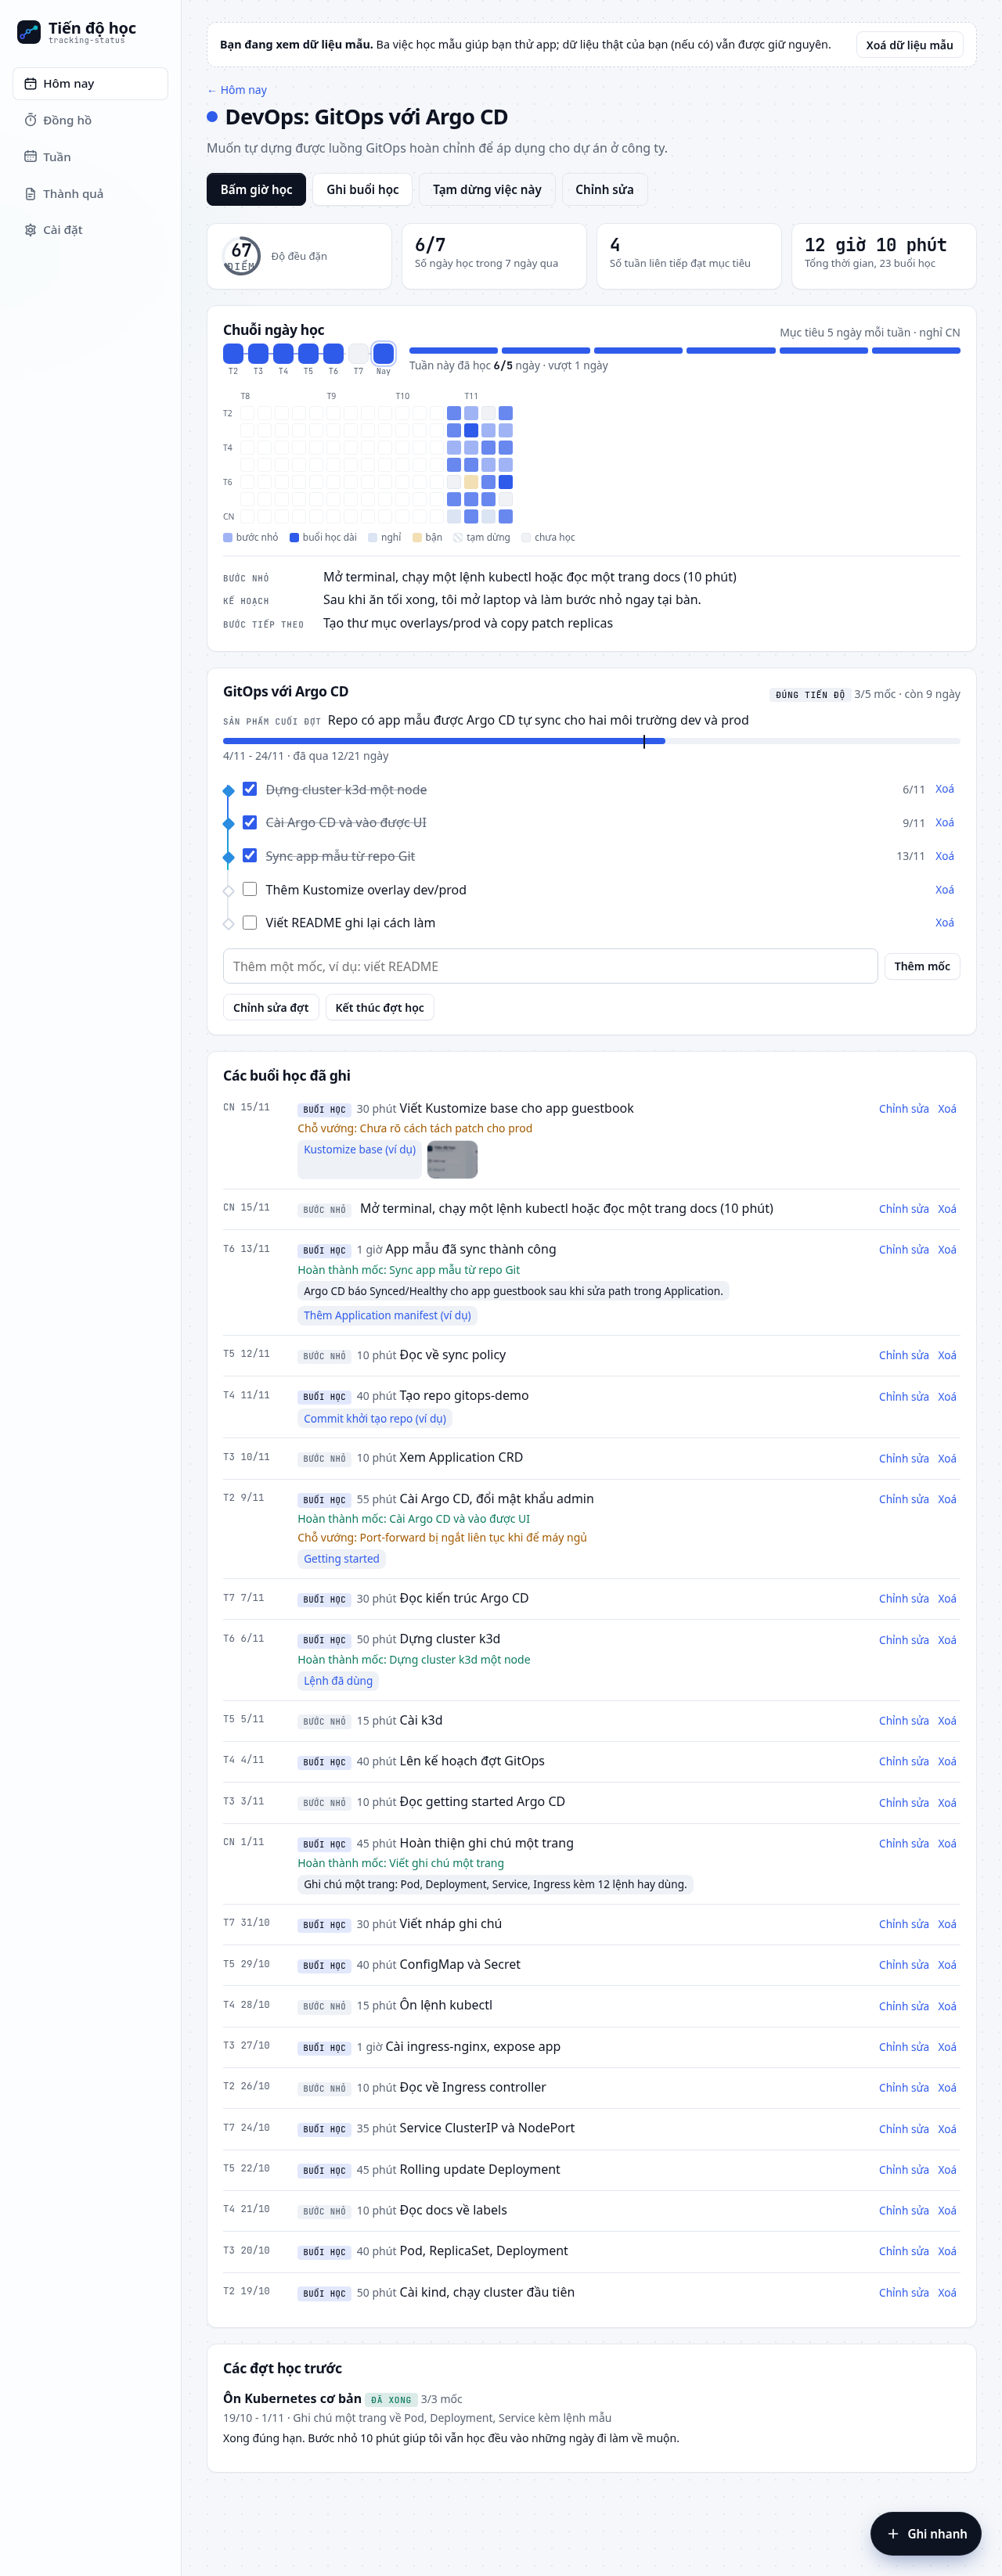 Tiến độ học
tracking-status
Hôm nay
Đồng hồ
Tuần
Thành quả
Cài đặt
Bạn đang xem dữ liệu mẫu. Ba việc học mẫu giúp bạn thử app; dữ liệu thật của bạn (nếu có) vẫn được giữ nguyên.
Xoá dữ liệu mẫu
← Hôm nay
DevOps: GitOps với Argo CD
Muốn tự dựng được luồng GitOps hoàn chỉnh để áp dụng cho dự án ở công ty.
Bấm giờ học
Ghi buổi học
Tạm dừng việc này
Chỉnh sửa
67
ĐIỂM
Độ đều đặn
6/7
Số ngày học trong 7 ngày qua
4
Số tuần liên tiếp đạt mục tiêu
12 giờ 10 phút
Tổng thời gian, 23 buổi học
Chuỗi ngày học
Mục tiêu 5 ngày mỗi tuần · nghỉ CN
T2 T3 T4 T5 T6 T7 Nay
Tuần này đã học 6/5 ngày · vượt 1 ngày
T8 T9 T10 T11
T2
T4
T6
CN
bước nhỏ buổi học dài nghỉ bận tạm dừng chưa học
BƯỚC NHỎ Mở terminal, chạy một lệnh kubectl hoặc đọc một trang docs (10 phút)
KẾ HOẠCH Sau khi ăn tối xong, tôi mở laptop và làm bước nhỏ ngay tại bàn.
BƯỚC TIẾP THEO Tạo thư mục overlays/prod và copy patch replicas
GitOps với Argo CD
ĐÚNG TIẾN ĐỘ 3/5 mốc · còn 9 ngày
SẢN PHẨM CUỐI ĐỢT Repo có app mẫu được Argo CD tự sync cho hai môi trường dev và prod
4/11 - 24/11 · đã qua 12/21 ngày
Dựng cluster k3d một node 6/11 Xoá
Cài Argo CD và vào được UI 9/11 Xoá
Sync app mẫu từ repo Git 13/11 Xoá
Thêm Kustomize overlay dev/prod Xoá
Viết README ghi lại cách làm Xoá
Thêm một mốc, ví dụ: viết README
Thêm mốc
Chỉnh sửa đợt
Kết thúc đợt học
Các buổi học đã ghi
CN 15/11 BUỔI HỌC 30 phút Viết Kustomize base cho app guestbook Chỉnh sửa Xoá
Chỗ vướng: Chưa rõ cách tách patch cho prod
Kustomize base (ví dụ)
CN 15/11 BƯỚC NHỎ Mở terminal, chạy một lệnh kubectl hoặc đọc một trang docs (10 phút) Chỉnh sửa Xoá
T6 13/11 BUỔI HỌC 1 giờ App mẫu đã sync thành công Chỉnh sửa Xoá
Hoàn thành mốc: Sync app mẫu từ repo Git
Argo CD báo Synced/Healthy cho app guestbook sau khi sửa path trong Application.
Thêm Application manifest (ví dụ)
T5 12/11 BƯỚC NHỎ 10 phút Đọc về sync policy Chỉnh sửa Xoá
T4 11/11 BUỔI HỌC 40 phút Tạo repo gitops-demo Chỉnh sửa Xoá
Commit khởi tạo repo (ví dụ)
T3 10/11 BƯỚC NHỎ 10 phút Xem Application CRD Chỉnh sửa Xoá
T2 9/11 BUỔI HỌC 55 phút Cài Argo CD, đổi mật khẩu admin Chỉnh sửa Xoá
Hoàn thành mốc: Cài Argo CD và vào được UI
Chỗ vướng: Port-forward bị ngắt liên tục khi để máy ngủ
Getting started
T7 7/11 BUỔI HỌC 30 phút Đọc kiến trúc Argo CD Chỉnh sửa Xoá
T6 6/11 BUỔI HỌC 50 phút Dựng cluster k3d Chỉnh sửa Xoá
Hoàn thành mốc: Dựng cluster k3d một node
Lệnh đã dùng
T5 5/11 BƯỚC NHỎ 15 phút Cài k3d Chỉnh sửa Xoá
T4 4/11 BUỔI HỌC 40 phút Lên kế hoạch đợt GitOps Chỉnh sửa Xoá
T3 3/11 BƯỚC NHỎ 10 phút Đọc getting started Argo CD Chỉnh sửa Xoá
CN 1/11 BUỔI HỌC 45 phút Hoàn thiện ghi chú một trang Chỉnh sửa Xoá
Hoàn thành mốc: Viết ghi chú một trang
Ghi chú một trang: Pod, Deployment, Service, Ingress kèm 12 lệnh hay dùng.
T7 31/10 BUỔI HỌC 30 phút Viết nháp ghi chú Chỉnh sửa Xoá
T5 29/10 BUỔI HỌC 40 phút ConfigMap và Secret Chỉnh sửa Xoá
T4 28/10 BƯỚC NHỎ 15 phút Ôn lệnh kubectl Chỉnh sửa Xoá
T3 27/10 BUỔI HỌC 1 giờ Cài ingress-nginx, expose app Chỉnh sửa Xoá
T2 26/10 BƯỚC NHỎ 10 phút Đọc về Ingress controller Chỉnh sửa Xoá
T7 24/10 BUỔI HỌC 35 phút Service ClusterIP và NodePort Chỉnh sửa Xoá
T5 22/10 BUỔI HỌC 45 phút Rolling update Deployment Chỉnh sửa Xoá
T4 21/10 BƯỚC NHỎ 10 phút Đọc docs về labels Chỉnh sửa Xoá
T3 20/10 BUỔI HỌC 40 phút Pod, ReplicaSet, Deployment Chỉnh sửa Xoá
T2 19/10 BUỔI HỌC 50 phút Cài kind, chạy cluster đầu tiên Chỉnh sửa Xoá
Các đợt học trước
Ôn Kubernetes cơ bản ĐÃ XONG 3/3 mốc
19/10 - 1/11 · Ghi chú một trang về Pod, Deployment, Service kèm lệnh mẫu
Xong đúng hạn. Bước nhỏ 10 phút giúp tôi vẫn học đều vào những ngày đi làm về muộn.
Ghi nhanh